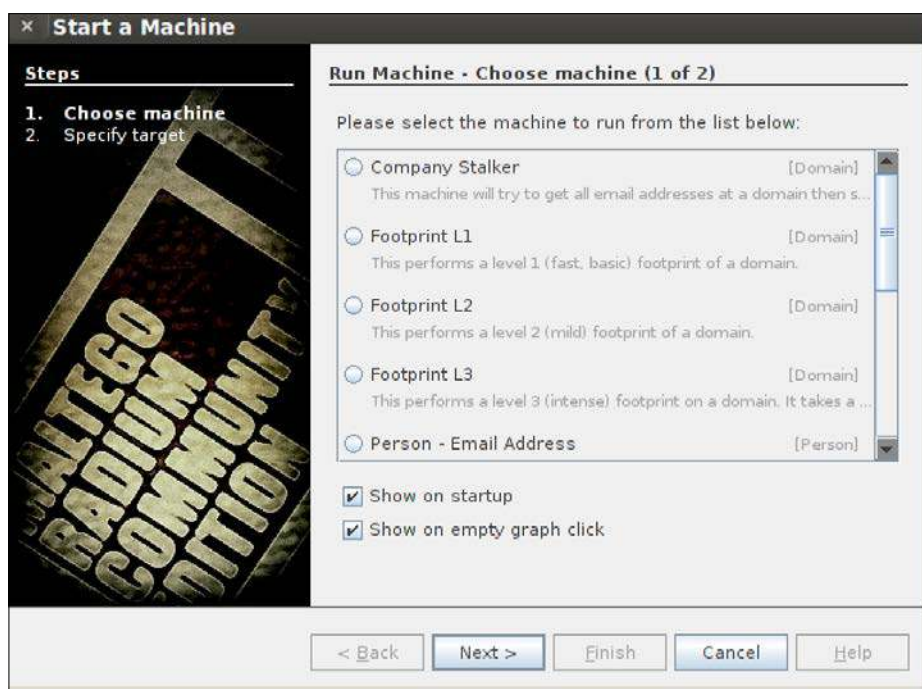 × Start a Machine
Steps
1. Choose machine
2. Specify target
MALTEGO
RADIUM
COMMUNITY
EDITION
Run Machine - Choose machine (1 of 2)
Please select the machine to run from the list below:
Company Stalker [Domain]
This machine will try to get all email addresses at a domain then s...
Footprint L1 [Domain]
This performs a level 1 (fast, basic) footprint of a domain.
Footprint L2 [Domain]
This performs a level 2 (mild) footprint of a domain.
Footprint L3 [Domain]
This performs a level 3 (intense) footprint on a domain. It takes a ...
Person - Email Address [Person]
Show on startup
Show on empty graph click
< Back Next > Finish Cancel Help